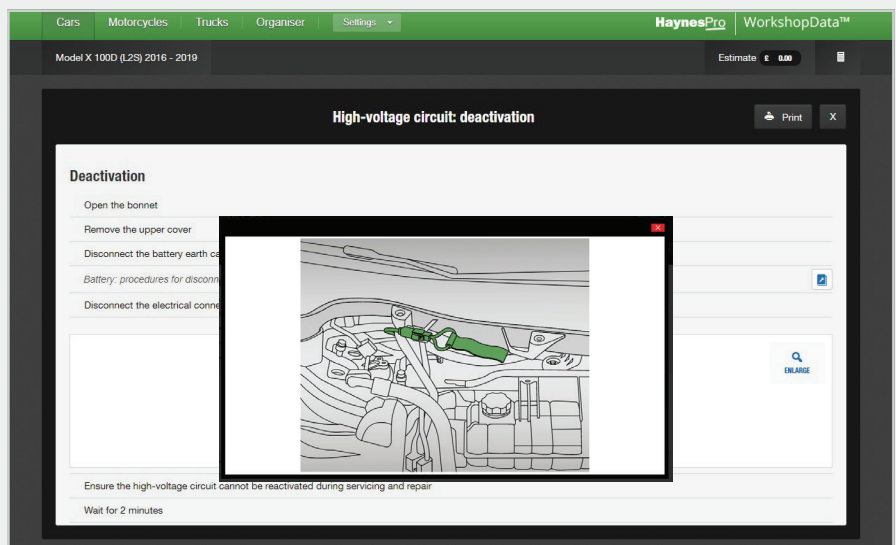 Cars Motorcycles Trucks Organiser Settings HaynesPro WorkshopData™
Model X 100D (L2S) 2016 - 2019 Estimate £ 0.00
High-voltage circuit: deactivation Print X
Deactivation
Open the bonnet
Remove the upper cover
Disconnect the battery earth ca
Battery: procedures for disconn
Disconnect the electrical conne
ENLARGE
Ensure the high-voltage circuit cannot be reactivated during servicing and repair
Wait for 2 minutes